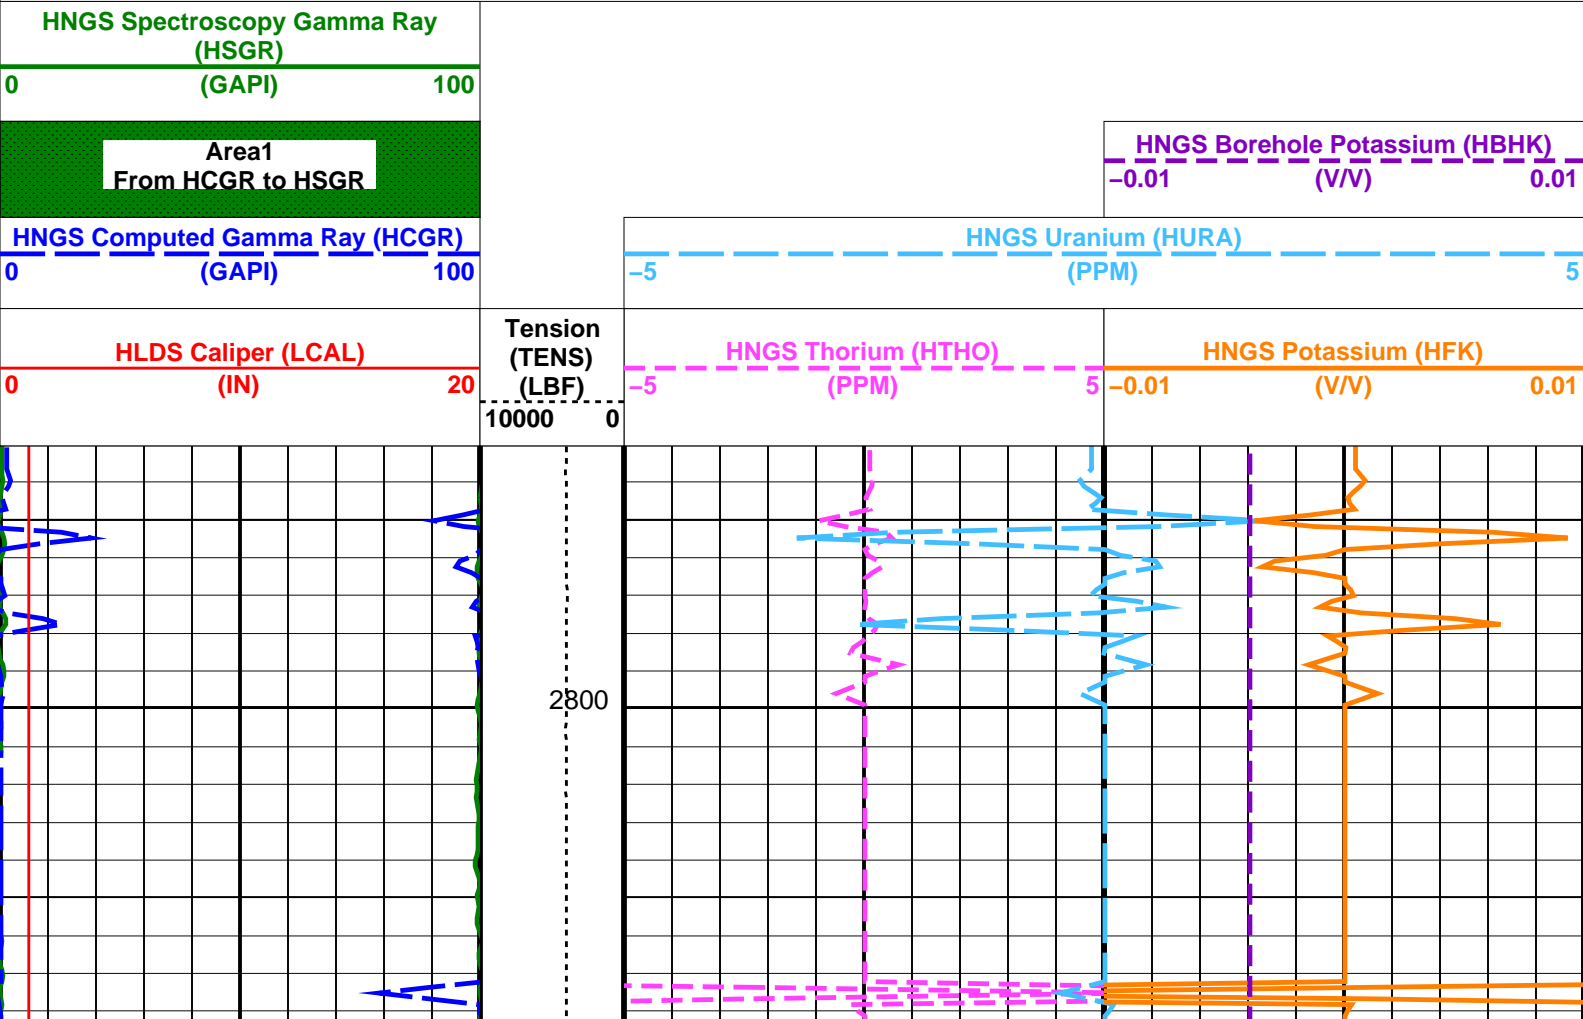 HNGS Spectroscopy Gamma Ray
(HSGR)
0 (GAPI) 100
Area1
From HCGR to HSGR
HNGS Borehole Potassium (HBHK)
−0.01 (V/V) 0.01
HNGS Computed Gamma Ray (HCGR)
0 (GAPI) 100
HNGS Uranium (HURA)
−5 (PPM) 5
HLDS Caliper (LCAL)
0 (IN) 20
Tension
(TENS)
(LBF)
10000 0
HNGS Thorium (HTHO)
−5 (PPM) 5
HNGS Potassium (HFK)
−0.01 (V/V) 0.01
2800